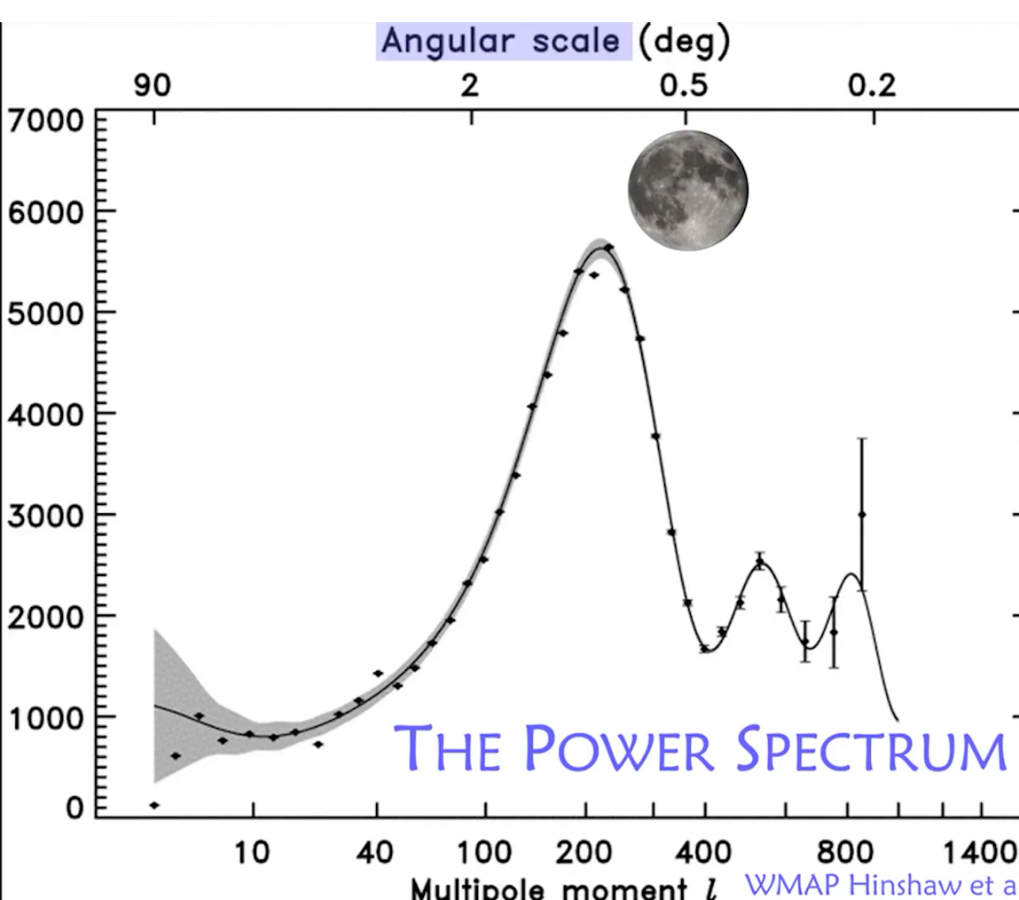 Angular scale (deg)
90 2 0.5 0.2
7000
6000
5000
4000
3000
2000
1000
THE POWER SPECTRUM
0
10 40 100 200 400 800 1400
Multipole moment l
WMAP Hinshaw et a